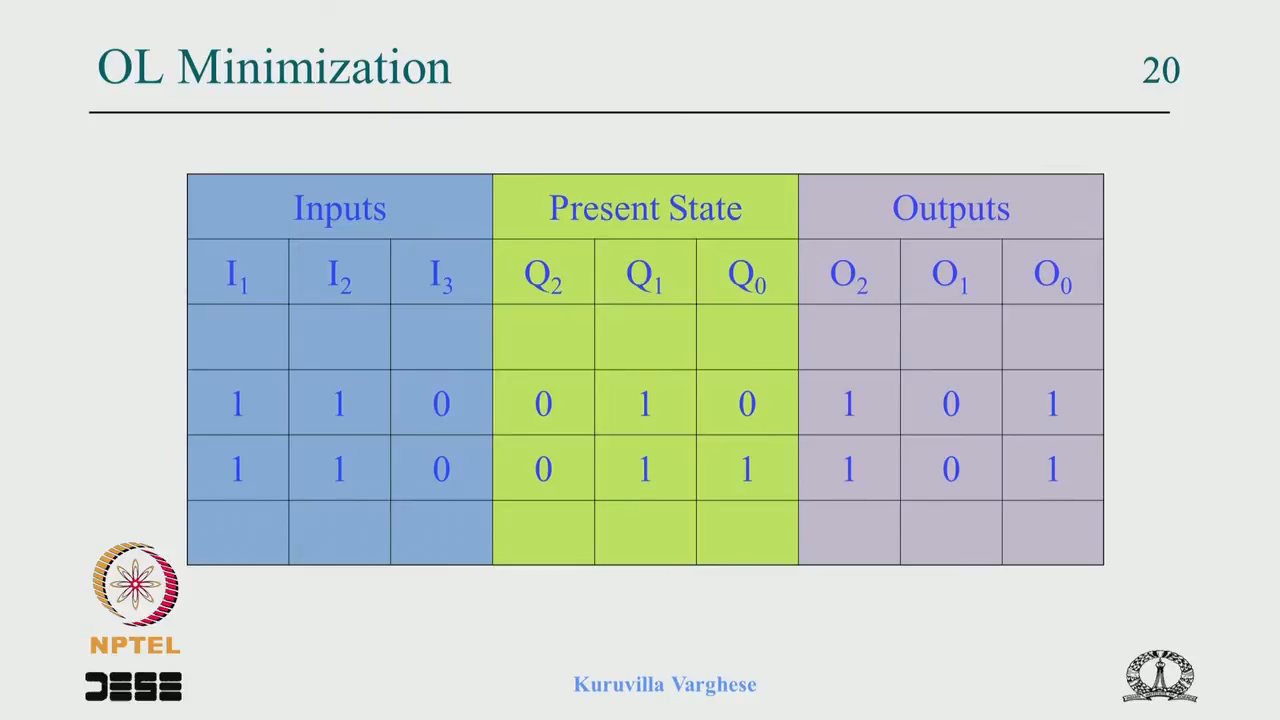 OL Minimization
20
Inputs Present State Outputs
I₁ I₂ I₃ Q₂ Q₁ Q₀ O₂ O₁ O₀
1 1 0 0 1 0 1 0 1
1 1 0 0 1 1 1 0 1
NPTEL
DESE
Kuruvilla Varghese